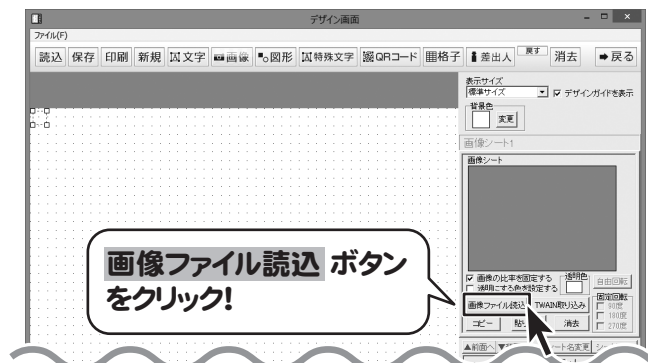 デザイン画面
ファイル(F)
読込 保存 印刷 新規 文字 画像 図形 特殊文字 QRコード 格子 差出人 戻す 消去 戻る
表示サイズ
標準サイズ デザインガイドを表示
背景色
変更
画像シート1
画像シート
画像の比率を固定する 透明色
透明にする色を設定する 自由回転
画像ファイル読込 TWAIN取り込み 固定回転
90度
コピー 消去 180度
270度
画像ファイル読込 ボタン
をクリック!